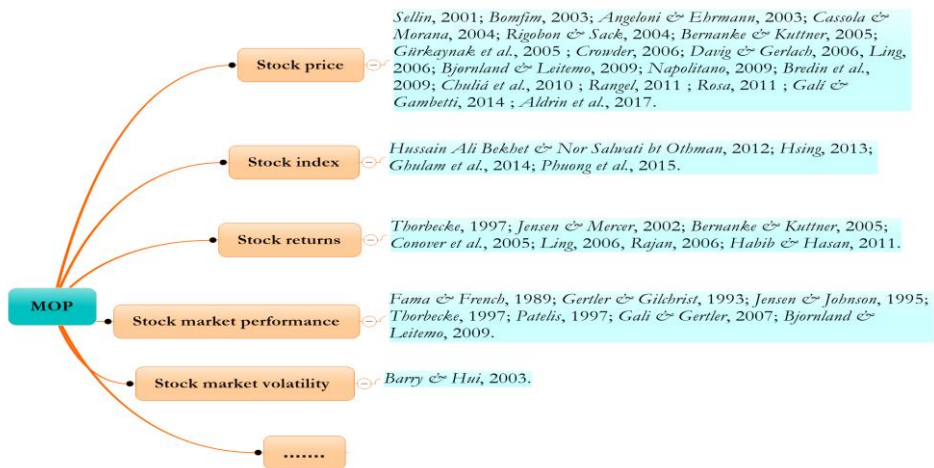 Stock price
Sellin, 2001; Bomfim, 2003; Angeloni & Ehrmann, 2003; Cassola &
Morana, 2004; Rigobon & Sack, 2004; Bernanke & Kuttner, 2005;
Gürkaynak et al., 2005 ; Crowder, 2006; Davig & Gerlach, 2006, Ling,
2006; Bjørnland & Leitemo, 2009; Napolitano, 2009; Bredin et al.,
2009; Chuliá et al., 2010 ; Rangel, 2011 ; Rosa, 2011 ; Galí &
Gambetti, 2014 ; Aldrin et al., 2017.
Stock index
Hussain Ali Bekhet & Nor Salwati bt Othman, 2012; Hsing, 2013;
Ghulam et al., 2014; Phuong et al., 2015.
Stock returns
Thorbecke, 1997; Jensen & Mercer, 2002; Bernanke & Kuttner, 2005;
Conover et al., 2005; Ling, 2006, Rajan, 2006; Habib & Hasan, 2011.
MOP
Stock market performance
Fama & French, 1989; Gertler & Gilchrist, 1993; Jensen & Johnson, 1995;
Thorbecke, 1997; Patelis, 1997; Gali & Gertler, 2007; Bjørnland &
Leitemo, 2009.
Stock market volatility
Barry & Hui, 2003.
.......